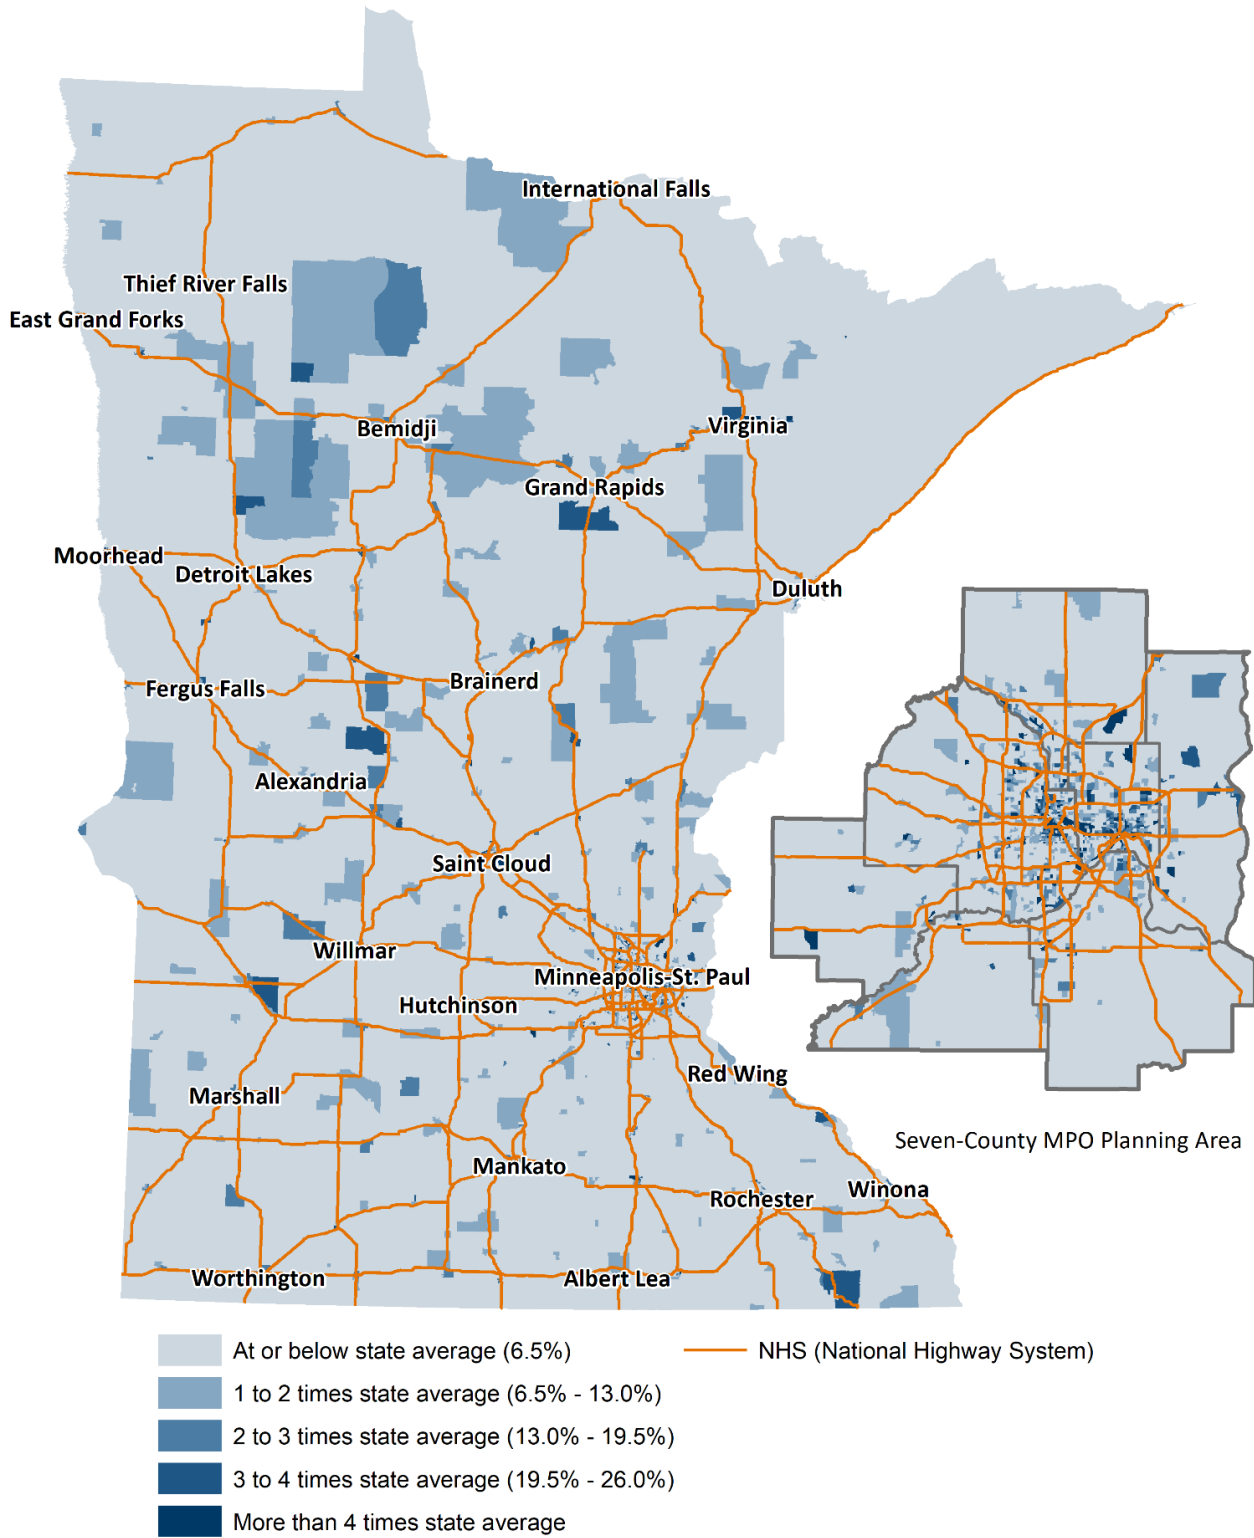 International Falls
Thief River Falls
East Grand Forks
Bemidji
Virginia
Grand Rapids
Moorhead
Detroit Lakes
Duluth
Fergus Falls
Brainerd
Alexandria
Saint Cloud
Willmar
Minneapolis-St. Paul
Hutchinson
Red Wing
Marshall
Seven-County MPO Planning Area
Mankato
Rochester
Winona
Worthington
Albert Lea
At or below state average (6.5%)
NHS (National Highway System)
1 to 2 times state average (6.5% - 13.0%)
2 to 3 times state average (13.0% - 19.5%)
3 to 4 times state average (19.5% - 26.0%)
More than 4 times state average